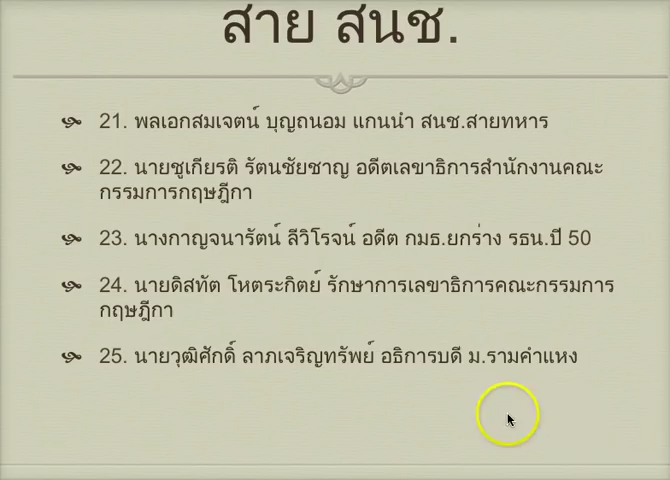 สาย สนช.
21. พลเอกสมเจตน์ บุญถนอม แกนนำ สนช.สายทหาร
22. นายชูเกียรติ รัตนชัยชาญ อดีตเลขาธิการสำนักงานคณะ
กรรมการกฤษฎีกา
23. นางกาญจนารัตน์ ลีวิโรจน์ อดีต กมธ.ยกร่าง รธน.ปี 50
24. นายดิสทัต โหตระกิตย์ รักษาการเลขาธิการคณะกรรมการ
กฤษฎีกา
25. นายวุฒิศักดิ์ ลาภเจริญทรัพย์ อธิการบดี ม.รามคำแหง